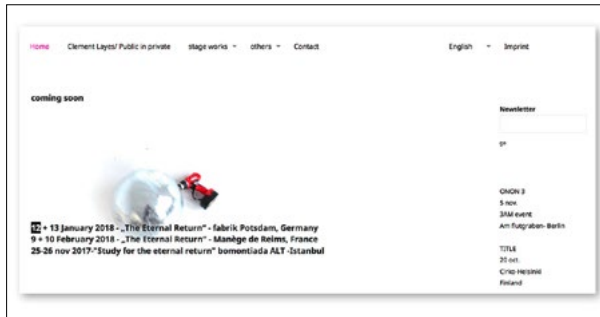 Home Clement Layes/ Public in private stage works others Contact English Imprint
coming soon
12 + 13 January 2018 - „The Eternal Return" - fabrik Potsdam, Germany
9 + 10 February 2018 - „The Eternal Return" - Manège de Reims, France
25-26 nov 2017-"Study for the eternal return" bomontiada ALT -Istanbul
Newsletter
go
ONON 3
5 nov.
3AM event
Am flutgraben- Berlin
TITLE
20 oct.
Cirko Helsinki
Finland